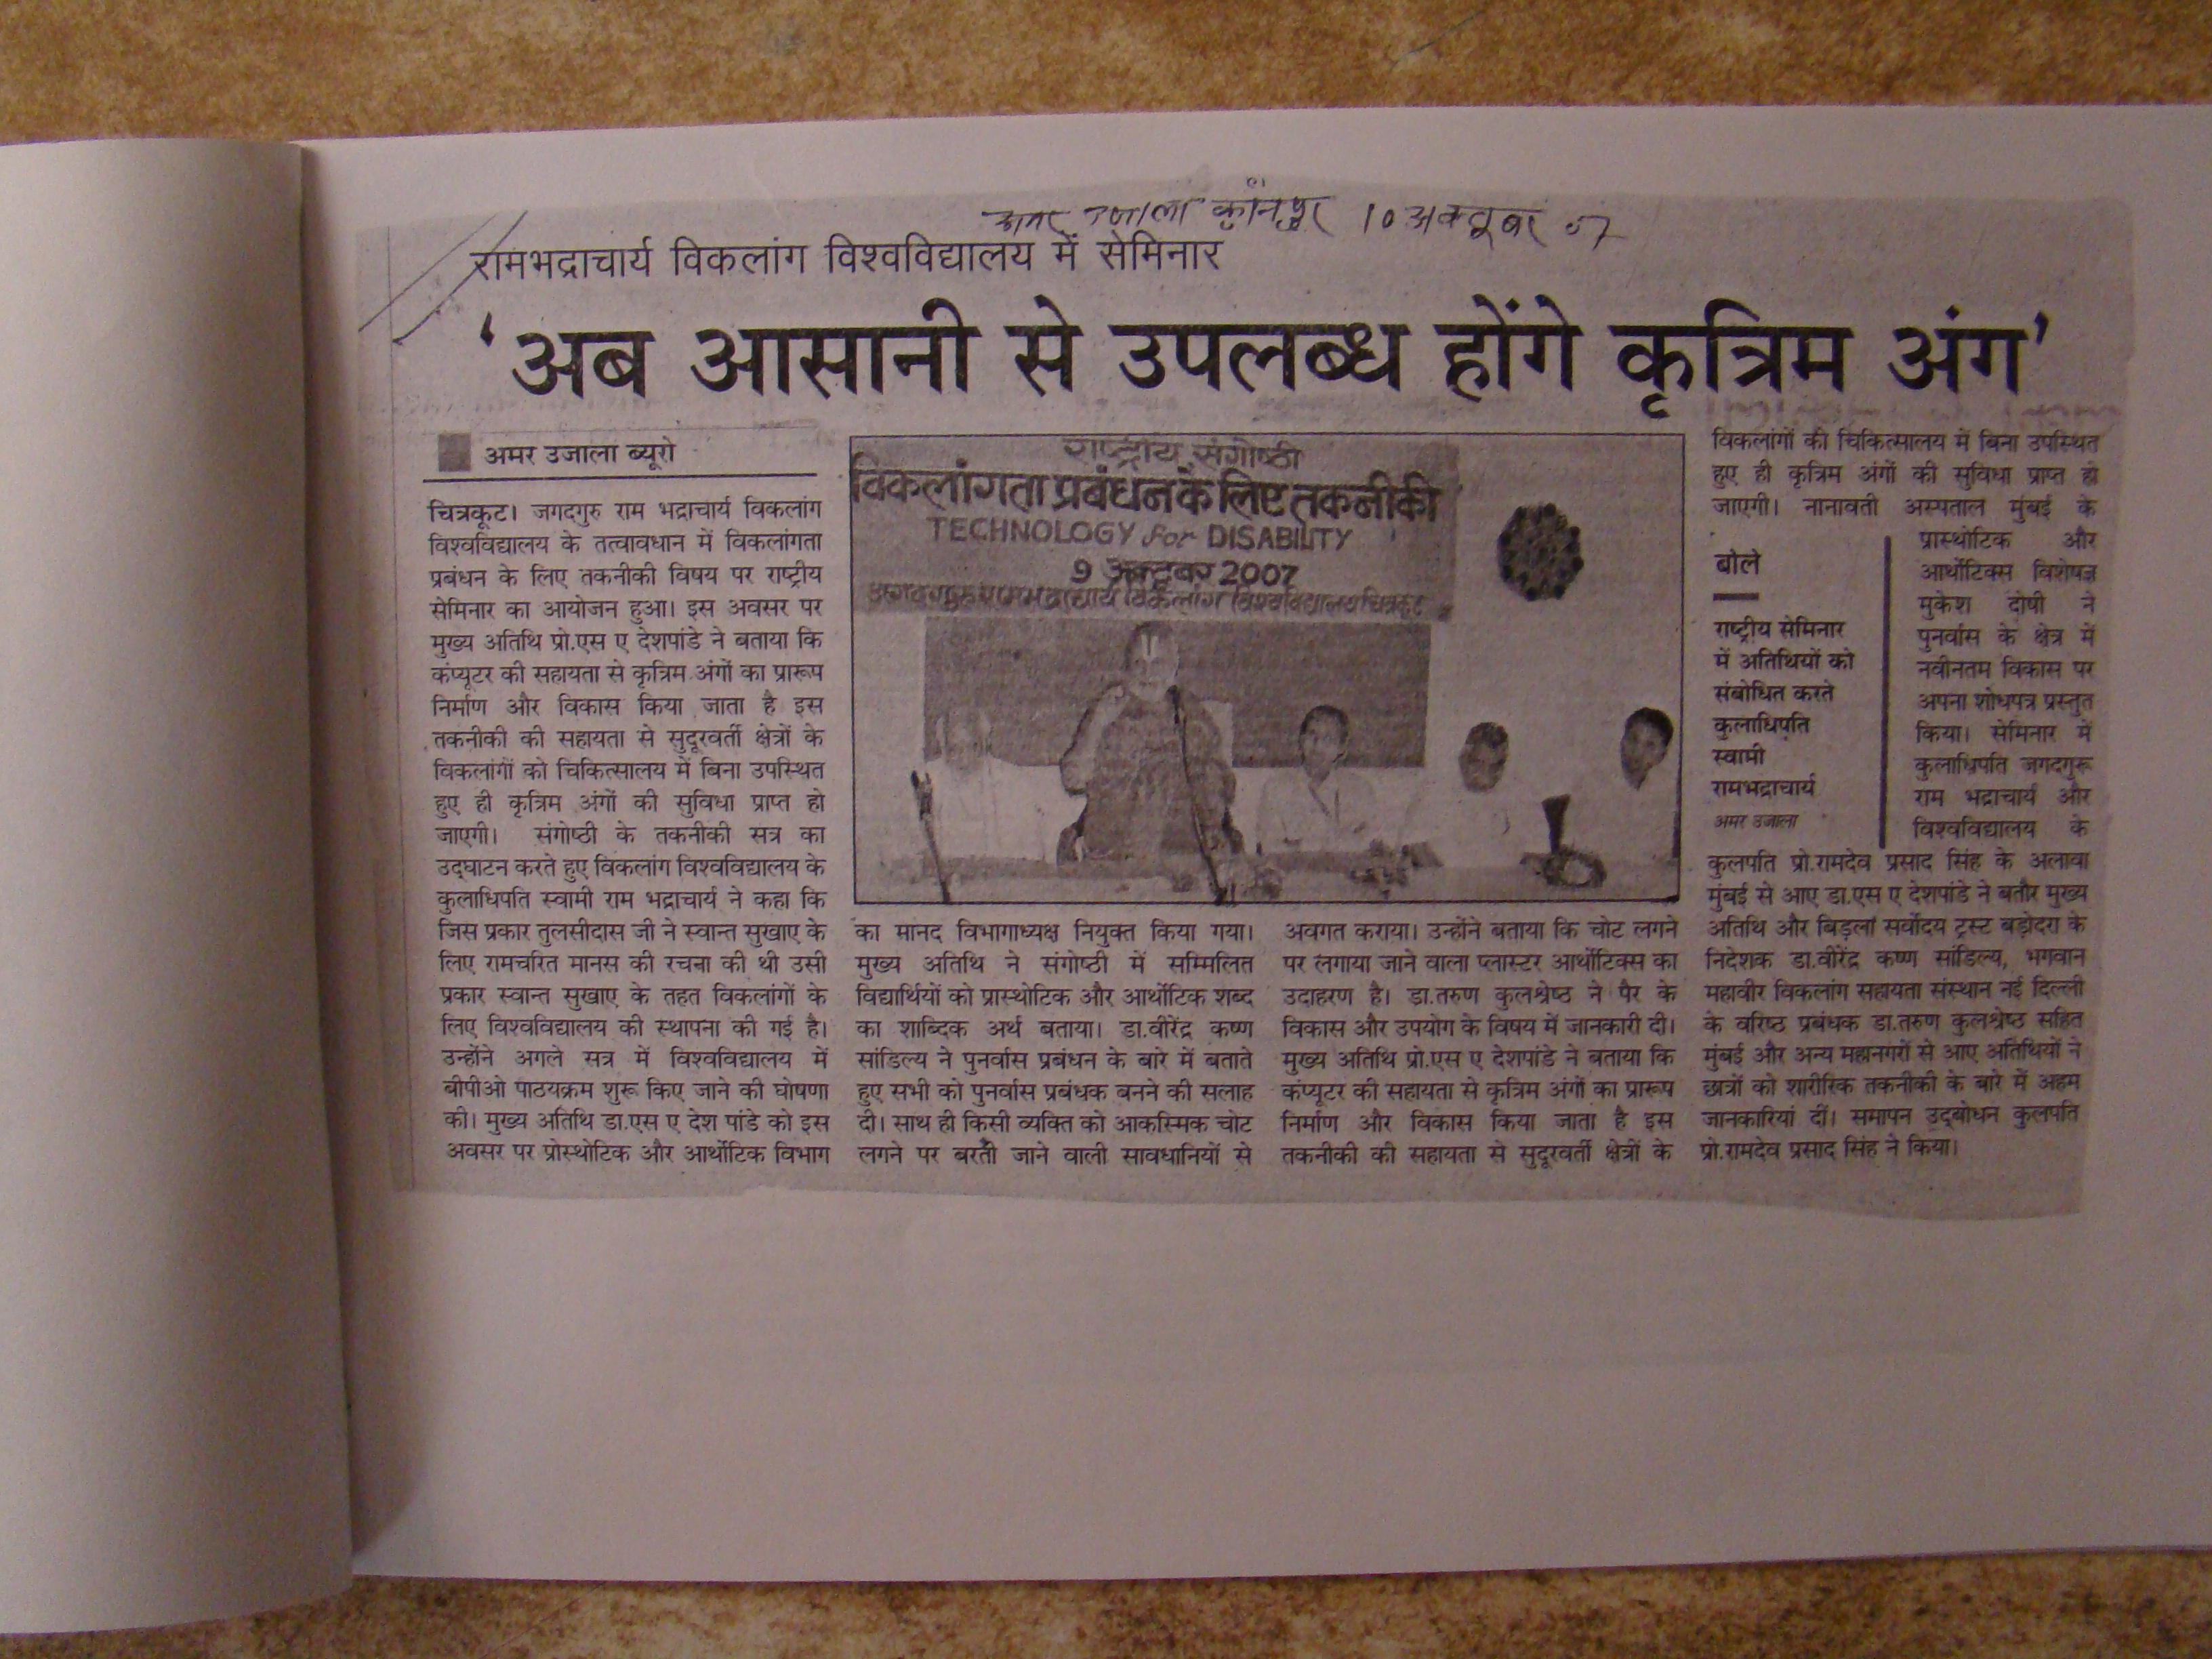 अमर उजाला कानपुर 10 अक्टूबर 07
रामभद्राचार्य विकलांग विश्वविद्यालय में सेमिनार
‘अब आसानी से उपलब्ध होंगे कृत्रिम अंग’
अमर उजाला ब्यूरो
चित्रकूट। जगदगुरु राम भद्राचार्य विकलांग
विश्वविद्यालय के तत्वावधान में विकलांगता
प्रबंधन के लिए तकनीकी विषय पर राष्ट्रीय
सेमिनार का आयोजन हुआ। इस अवसर पर
मुख्य अतिथि प्रो.एस ए देशपांडे ने बताया कि
कंप्यूटर की सहायता से कृत्रिम अंगों का प्रारूप
निर्माण और विकास किया जाता है इस
तकनीकी की सहायता से सुदूरवर्ती क्षेत्रों के
विकलांगों को चिकित्सालय में बिना उपस्थित
हुए ही कृत्रिम अंगों की सुविधा प्राप्त हो
जाएगी। संगोष्ठी के तकनीकी सत्र का
उद्घाटन करते हुए विकलांग विश्वविद्यालय के
कुलाधिपति स्वामी राम भद्राचार्य ने कहा कि
जिस प्रकार तुलसीदास जी ने स्वान्त सुखाए के
लिए रामचरित मानस की रचना की थी उसी
प्रकार स्वान्त सुखाए के तहत विकलांगों के
लिए विश्वविद्यालय की स्थापना की गई है।
उन्होंने अगले सत्र में विश्वविद्यालय में
बीपीओ पाठयक्रम शुरू किए जाने की घोषणा
की। मुख्य अतिथि डा.एस ए देश पांडे को इस
अवसर पर प्रोस्थोटिक और आर्थोटिक विभाग
राष्ट्रीय संगोष्ठी
विकलांगता प्रबंधन के लिए तकनीकी
TECHNOLOGY for DISABILITY
9 अक्टूबर 2007
जगदगुरु रामभद्राचार्य विकलांग विश्वविद्यालय चित्रकूट
का मानद विभागाध्यक्ष नियुक्त किया गया।
मुख्य अतिथि ने संगोष्ठी में सम्मिलित
विद्यार्थियों को प्रास्थोटिक और आर्थोटिक शब्द
का शाब्दिक अर्थ बताया। डा.वीरेंद्र कष्ण
सांडिल्य ने पुनर्वास प्रबंधन के बारे में बताते
हुए सभी को पुनर्वास प्रबंधक बनने की सलाह
दी। साथ ही किसी व्यक्ति को आकस्मिक चोट
लगने पर बरती जाने वाली सावधानियों से
अवगत कराया। उन्होंने बताया कि चोट लगने
पर लगाया जाने वाला प्लास्टर आर्थोटिक्स का
उदाहरण है। डा.तरुण कुलश्रेष्ठ ने पैर के
विकास और उपयोग के विषय में जानकारी दी।
मुख्य अतिथि प्रो.एस ए देशपांडे ने बताया कि
कंप्यूटर की सहायता से कृत्रिम अंगों का प्रारूप
निर्माण और विकास किया जाता है इस
तकनीकी की सहायता से सुदूरवर्ती क्षेत्रों के
विकलांगों की चिकित्सालय में बिना उपस्थित
हुए ही कृत्रिम अंगों की सुविधा प्राप्त हो
जाएगी। नानावती अस्पताल मुंबई के
प्रास्थोटिक और
आर्थोटिक्स विशेषज्ञ
मुकेश दोषी ने
पुनर्वास के क्षेत्र में
नवीनतम विकास पर
अपना शोधपत्र प्रस्तुत
किया। सेमिनार में
कुलाधिपति जगदगुरू
राम भद्राचार्य और
विश्वविद्यालय के
बोले
राष्ट्रीय सेमिनार
में अतिथियों को
संबोधित करते
कुलाधिपति
स्वामी
रामभद्राचार्य
अमर उजाला
कुलपति प्रो.रामदेव प्रसाद सिंह के अलावा
मुंबई से आए डा.एस ए देशपांडे ने बतौर मुख्य
अतिथि और बिड़ला सर्वोदय ट्रस्ट बड़ोदरा के
निदेशक डा.वीरेंद्र कष्ण सांडिल्य, भगवान
महावीर विकलांग सहायता संस्थान नई दिल्ली
के वरिष्ठ प्रबंधक डा.तरुण कुलश्रेष्ठ सहित
मुंबई और अन्य महानगरों से आए अतिथियों ने
छात्रों को शारीरिक तकनीकी के बारे में अहम
जानकारियां दीं। समापन उद्बोधन कुलपति
प्रो.रामदेव प्रसाद सिंह ने किया।